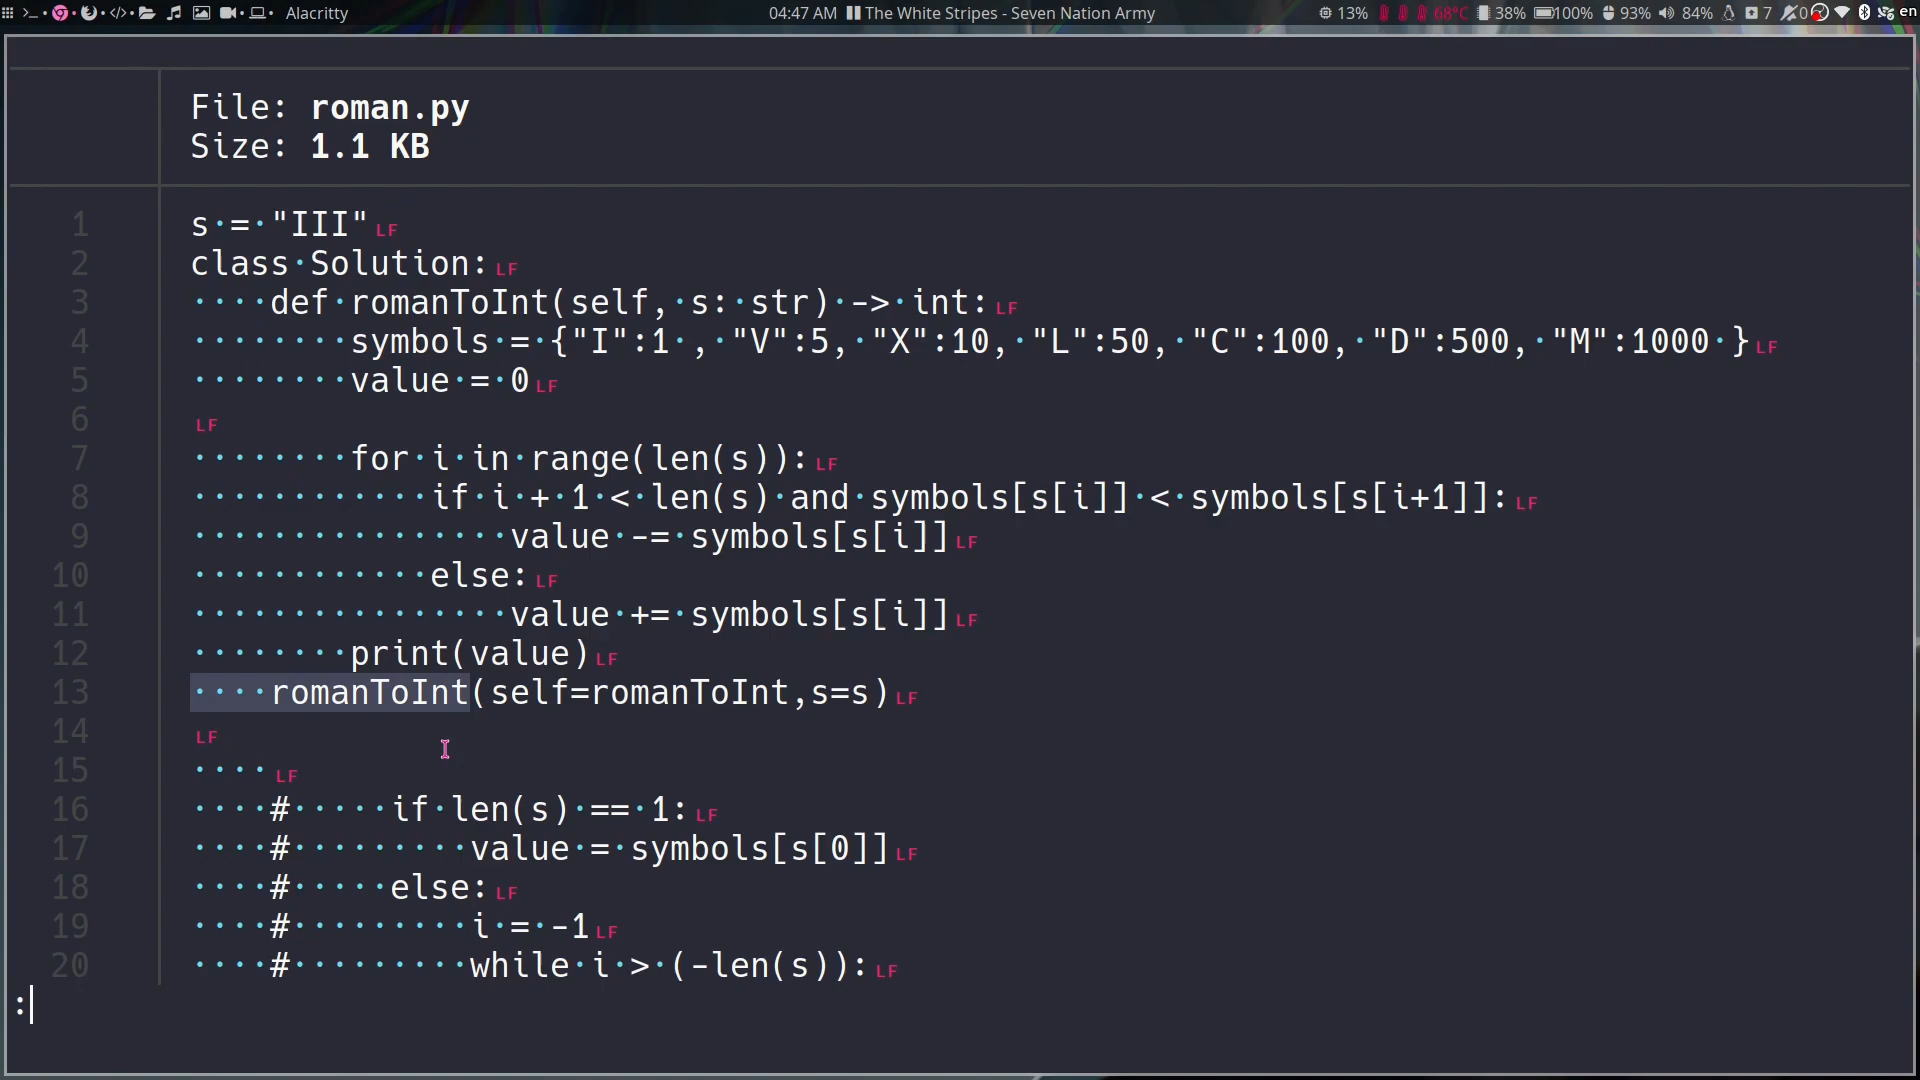 Alacritty 04:47 AM The White Stripes - Seven Nation Army 13% 68°C 38% 100% 93% 84% 7 0 en
File: roman.py
Size: 1.1 KB
1 s = "III"
2 class Solution:
3     def romanToInt(self, s: str) -> int:
4         symbols = {"I":1 , "V":5, "X":10, "L":50, "C":100, "D":500, "M":1000 }
5         value = 0
6
7         for i in range(len(s)):
8             if i + 1 < len(s) and symbols[s[i]] < symbols[s[i+1]]:
9                 value -= symbols[s[i]]
10             else:
11                 value += symbols[s[i]]
12         print(value)
13     romanToInt(self=romanToInt,s=s)
14
15
16     #     if len(s) == 1:
17     #         value = symbols[s[0]]
18     #     else:
19     #         i = -1
20     #         while i > (-len(s)):
: